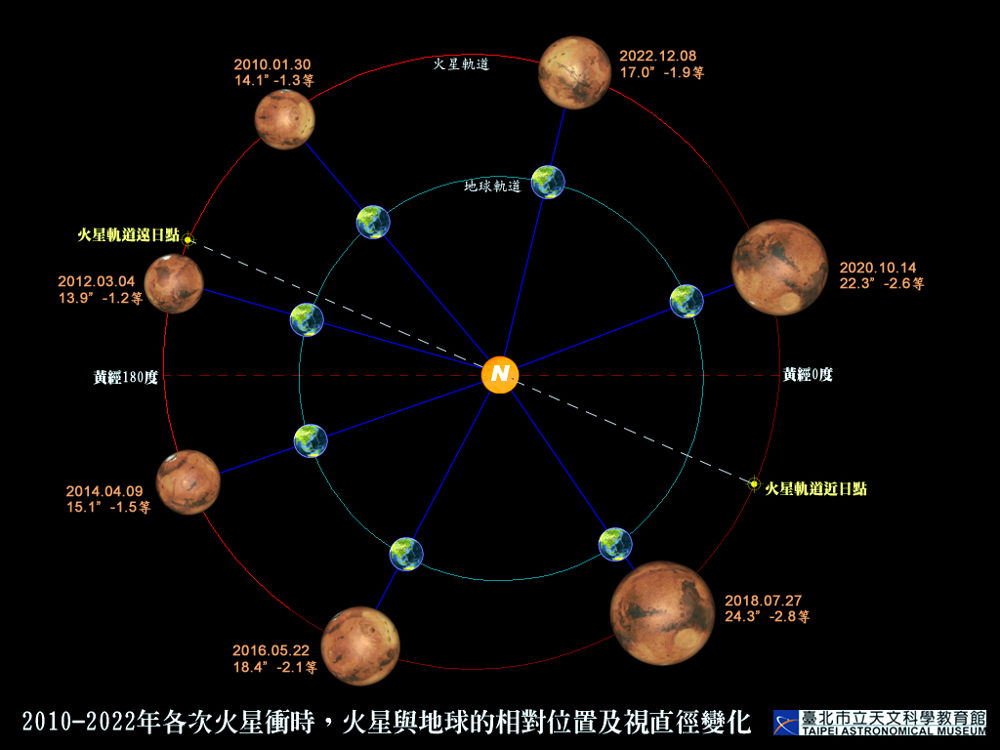 2010.01.30
14.1” -1.3等
火星軌道
2022.12.08
17.0” -1.9等
地球軌道
火星軌道遠日點
2012.03.04
13.9” -1.2等
2020.10.14
22.3” -2.6等
黃經180度
N
黃經0度
火星軌道近日點
2014.04.09
15.1” -1.5等
2018.07.27
24.3” -2.8等
2016.05.22
18.4” -2.1等
2010-2022年各次火星衝時，火星與地球的相對位置及視直徑變化
臺北市立天文科學教育館
TAIPEI ASTRONOMICAL MUSEUM